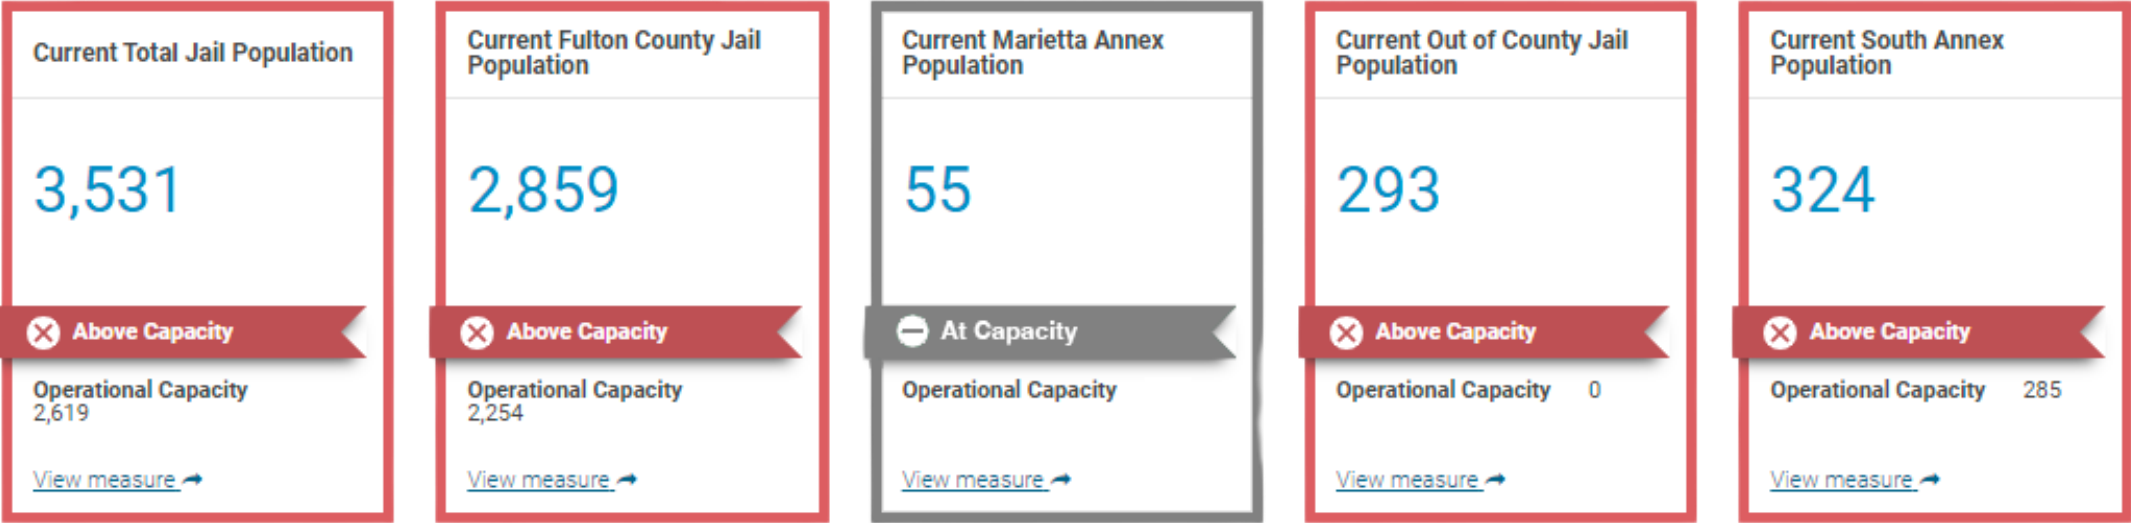 Current Total Jail Population
3,531
Above Capacity
Operational Capacity
2,619
View measure
Current Fulton County Jail
Population
2,859
Above Capacity
Operational Capacity
2,254
View measure
Current Marietta Annex
Population
55
At Capacity
Operational Capacity
View measure
Current Out of County Jail
Population
293
Above Capacity
Operational Capacity 0
View measure
Current South Annex
Population
324
Above Capacity
Operational Capacity 285
View measure